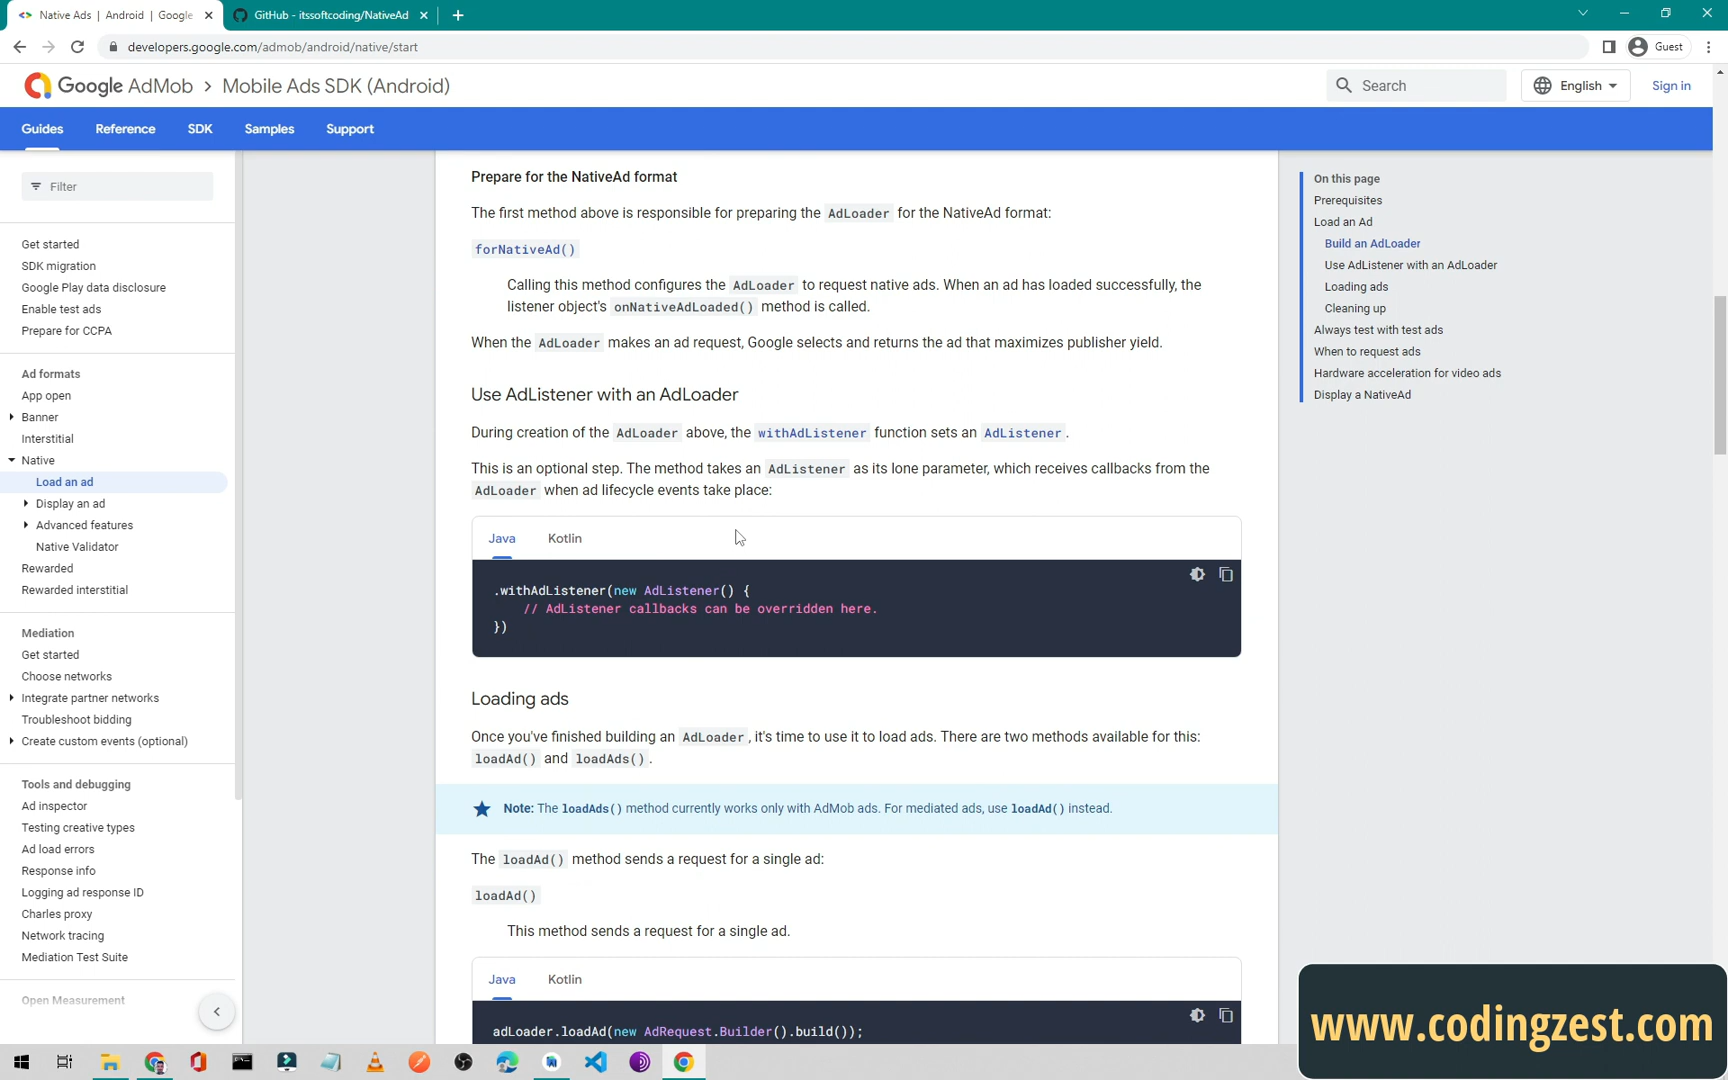 Native Ads | Android | Google
GitHub - itssoftcoding/NativeAd
developers.google.com/admob/android/native/start
Guest
Google AdMob > Mobile Ads SDK (Android)
Search
English
Sign in
Guides
Reference
SDK
Samples
Support
Filter
Get started
SDK migration
Google Play data disclosure
Enable test ads
Prepare for CCPA
Ad formats
App open
Banner
Interstitial
Native
Load an ad
Display an ad
Advanced features
Native Validator
Rewarded
Rewarded interstitial
Mediation
Get started
Choose networks
Integrate partner networks
Troubleshoot bidding
Create custom events (optional)
Tools and debugging
Ad inspector
Testing creative types
Ad load errors
Response info
Logging ad response ID
Charles proxy
Network tracing
Mediation Test Suite
Open Measurement
Prepare for the NativeAd format
The first method above is responsible for preparing the AdLoader for the NativeAd format:
forNativeAd()
Calling this method configures the AdLoader to request native ads. When an ad has loaded successfully, the
listener object's onNativeAdLoaded() method is called.
When the AdLoader makes an ad request, Google selects and returns the ad that maximizes publisher yield.
Use AdListener with an AdLoader
During creation of the AdLoader above, the withAdListener function sets an AdListener.
This is an optional step. The method takes an AdListener as its lone parameter, which receives callbacks from the
AdLoader when ad lifecycle events take place:
Java
Kotlin
.withAdListener(new AdListener() {
// AdListener callbacks can be overridden here.
})
Loading ads
Once you've finished building an AdLoader, it's time to use it to load ads. There are two methods available for this:
loadAd() and loadAds().
Note: The loadAds() method currently works only with AdMob ads. For mediated ads, use loadAd() instead.
The loadAd() method sends a request for a single ad:
loadAd()
This method sends a request for a single ad.
Java
Kotlin
adLoader.loadAd(new AdRequest.Builder().build());
On this page
Prerequisites
Load an Ad
Build an AdLoader
Use AdListener with an AdLoader
Loading ads
Cleaning up
Always test with test ads
When to request ads
Hardware acceleration for video ads
Display a NativeAd
www.codingzest.com